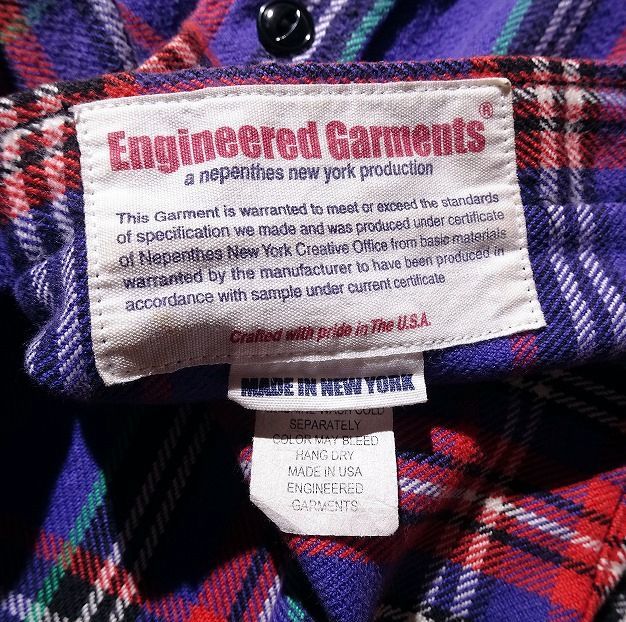 Engineered Garments®
a nepenthes new york production
This Garment is warranted to meet or exceed the standards
of specification we made and was produced under certificate
of Nepenthes New York Creative Office from basic materials
warranted by the manufacturer to have been produced in
accordance with sample under current certificate
Crafted with pride in The U.S.A.
MADE IN NEW YORK
WASH COLD
SEPARATELY
COLOR MAY BLEED
HANG DRY
MADE IN USA
ENGINEERED
GARMENTS